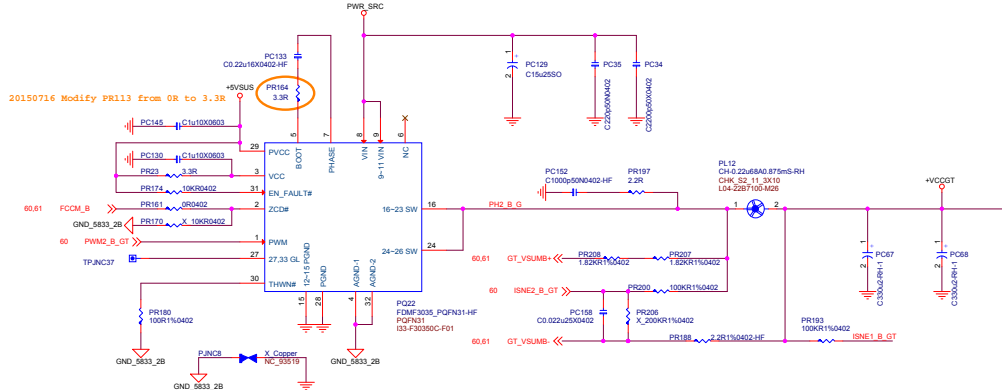 PWR_SRC
PC133
C0.22u16X0402-HF
PR164
3.3R
20150716 Modify PR113 from 0R to 3.3R
+5VSUS
PC129
C15u25SO
1
2
+
PC35
C220p50N0402
PC34
C2200p50X0402
PC145
C1u10X0603
PC130
C1u10X0603
PR23
3.3R
PR174
10KR0402
PR161
0R0402
PR170
X_10KR0402
60,61
FCCM_B
GND_5833_2B
60
PWM2_B_GT
TPJNC37
PR180
100R1%0402
GND_5833_2B
5
7
8
9
6
BOOT
PHASE
VIN
9~11 VIN
NC
29
PVCC
3
VCC
31
EN_FAULT#
2
ZCD#
1
PWM
27
27,33 GL
30
THWN#
16~23 SW
16
24~26 SW
24
12~15 PGND
PGND
AGND-1
AGND-2
15
28
4
32
PQ22
FDMF3035_PQFN31-HF
PQFN31
I33-F30350C-F01
GND_5833_2B
PJNC8
X_Copper
NC_93519
GND_5833_2B
PC152
C1000p50N0402-HF
PR197
2.2R
PH2_B_G
PL12
CH-0.22u68A0.875mS-RH
CHK_S2_11_3X10
L04-22B7100-M26
1
2
+VCCGT
PC67
C330u2-RH-1
1
2
+
PC68
C330u2-RH-1
1
2
+
60,61
GT_VSUMB+
PR208
1.82KR1%0402
PR207
1.82KR1%0402
60
ISNE2_B_GT
PR200
100KR1%0402
PC158
C0.022u25X0402
PR206
X_200KR1%0402
60,61
GT_VSUMB-
PR188
2.2R1%0402-HF
PR193
100KR1%0402
ISNE1_B_GT